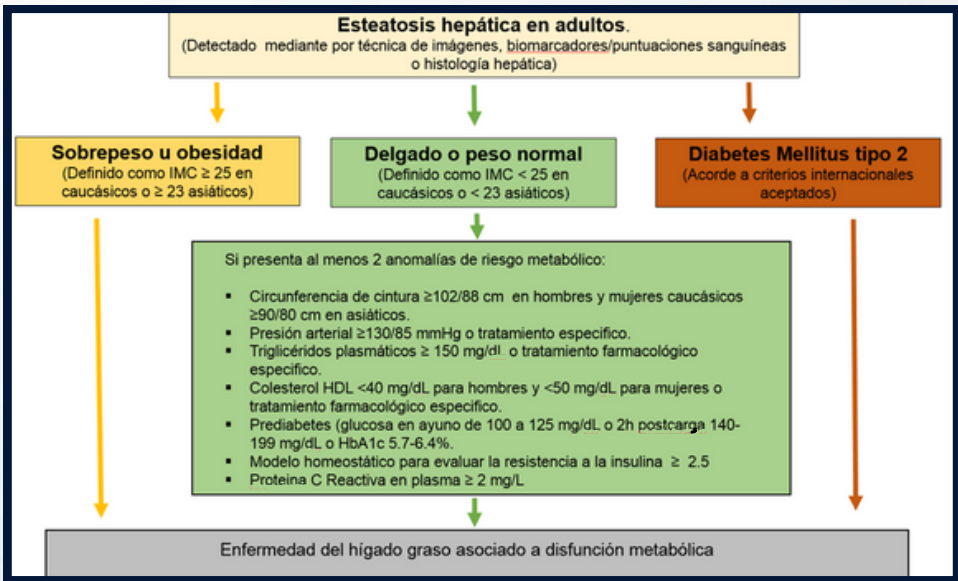 Esteatosis hepática en adultos.
(Detectado mediante por técnica de imágenes, biomarcadores/puntuaciones sanguíneas
o histología hepática)
Sobrepeso u obesidad
(Definido como IMC ≥ 25 en
caucásicos o ≥ 23 asiáticos)
Delgado o peso normal
(Definido como IMC < 25 en
caucásicos o < 23 asiáticos)
Diabetes Mellitus tipo 2
(Acorde a criterios internacionales
aceptados)
Si presenta al menos 2 anomalías de riesgo metabólico:
▪ Circunferencia de cintura ≥102/88 cm en hombres y mujeres caucásicos
≥90/80 cm en asiáticos.
▪ Presión arterial ≥130/85 mmHg o tratamiento especifico.
▪ Triglicéridos plasmáticos ≥ 150 mg/dL o tratamiento farmacológico
especifico.
▪ Colesterol HDL <40 mg/dL para hombres y <50 mg/dL para mujeres o
tratamiento farmacológico especifico.
▪ Prediabetes (glucosa en ayuno de 100 a 125 mg/dL o 2h postcarga 140-
199 mg/dL o HbA1c 5.7-6.4%.
▪ Modelo homeostático para evaluar la resistencia a la insulina ≥ 2.5
▪ Proteina C Reactiva en plasma ≥ 2 mg/L
Enfermedad del hígado graso asociado a disfunción metabólica